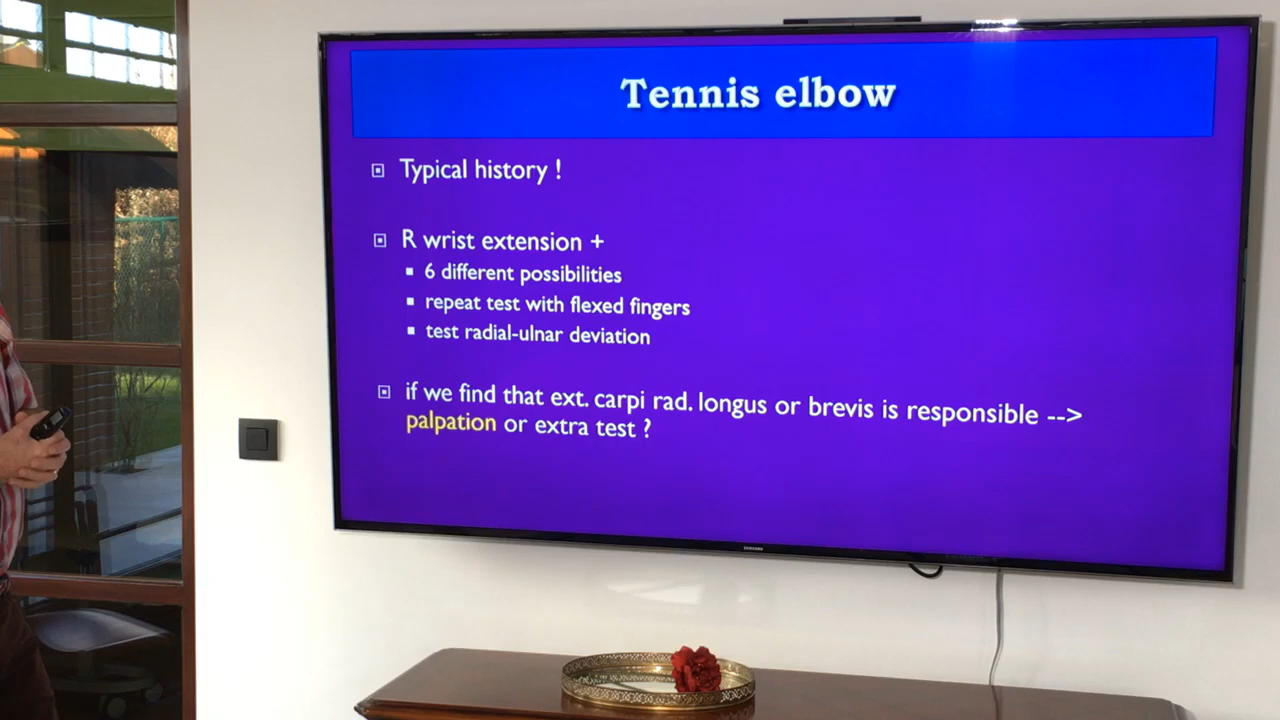 Tennis elbow
Typical history !
R wrist extension +
6 different possibilities
repeat test with flexed fingers
test radial-ulnar deviation
if we find that ext. carpi rad. longus or brevis is responsible -->
palpation or extra test ?
SAMSUNG